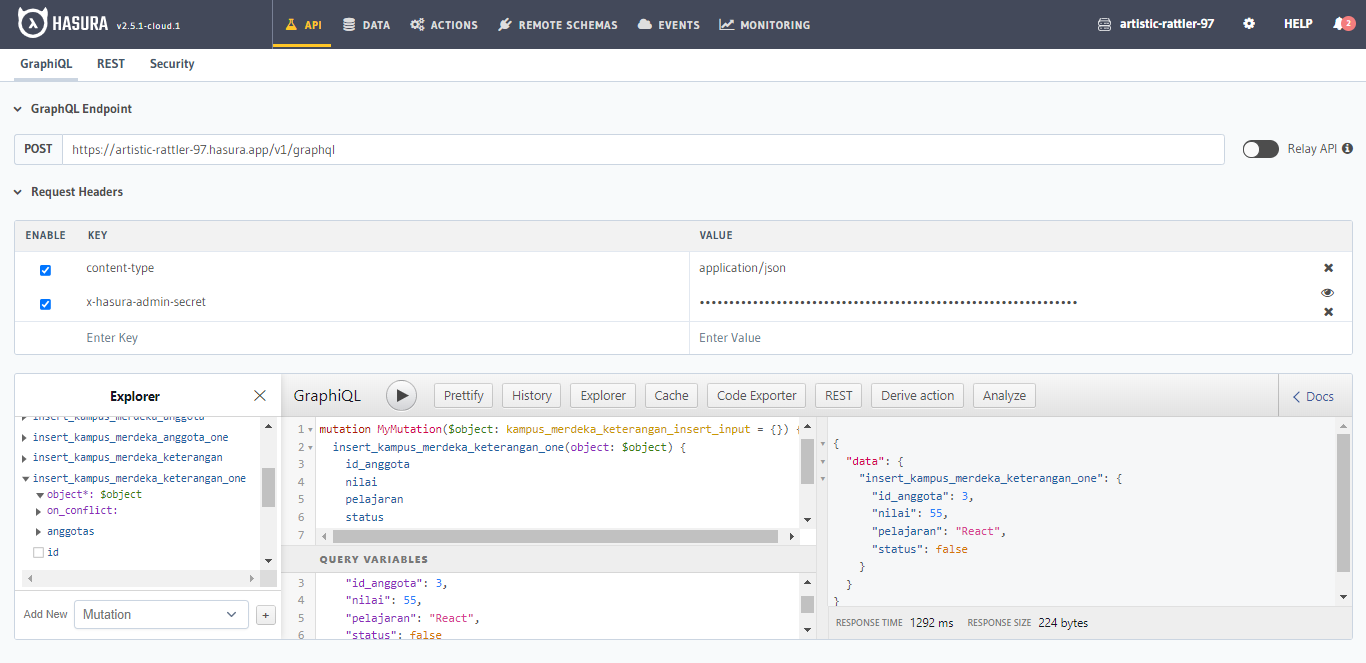 HASURA v2.5.1-cloud.1 API DATA ACTIONS REMOTE SCHEMAS EVENTS MONITORING artistic-rattler-97 HELP 2
GraphiQL REST Security
GraphQL Endpoint
POST https://artistic-rattler-97.hasura.app/v1/graphql Relay API
Request Headers
ENABLE KEY VALUE
content-type application/json
x-hasura-admin-secret ••••••••••••••••••••••••••••••••••••••••••••••••••••••••••••••••
Enter Key Enter Value
Explorer
insert_kampus_merdeka_anggota
insert_kampus_merdeka_anggota_one
insert_kampus_merdeka_keterangan
insert_kampus_merdeka_keterangan_one
object*: $object
on_conflict:
anggotas
id
Add New Mutation +
GraphiQL Prettify History Explorer Cache Code Exporter REST Derive action Analyze Docs
1 mutation MyMutation($object: kampus_merdeka_keterangan_insert_input = {}) {
2 insert_kampus_merdeka_keterangan_one(object: $object) {
3 id_anggota
4 nilai
5 pelajaran
6 status
7
QUERY VARIABLES
3 "id_anggota": 3,
4 "nilai": 55,
5 "pelajaran": "React",
6 "status": false
{
"data": {
"insert_kampus_merdeka_keterangan_one": {
"id_anggota": 3,
"nilai": 55,
"pelajaran": "React",
"status": false
}
}
}
RESPONSE TIME 1292 ms RESPONSE SIZE 224 bytes